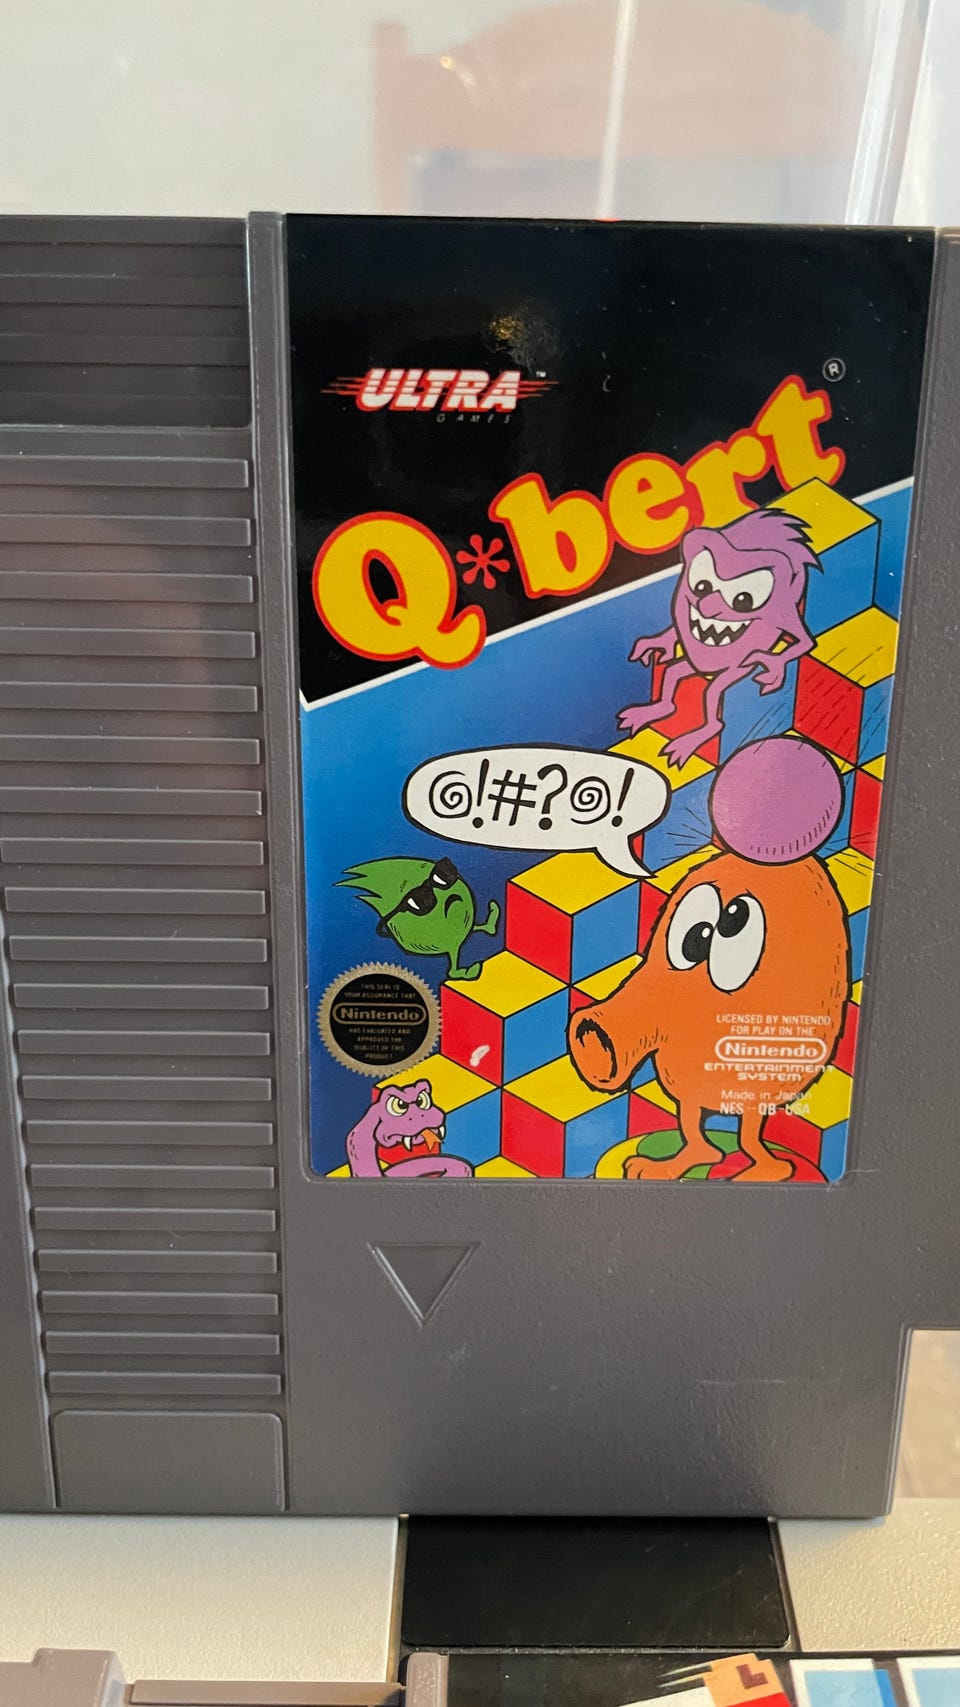 ULTRA™
GAMES
Q*bert®
@!#?@!
THIS SEAL IS
YOUR ASSURANCE THAT
Nintendo
HAS EVALUATED AND
APPROVED THE
QUALITY OF THIS
PRODUCT
LICENSED BY NINTENDO
FOR PLAY ON THE
Nintendo
ENTERTAINMENT
SYSTEM
Made in Japan
NES-QB-USA